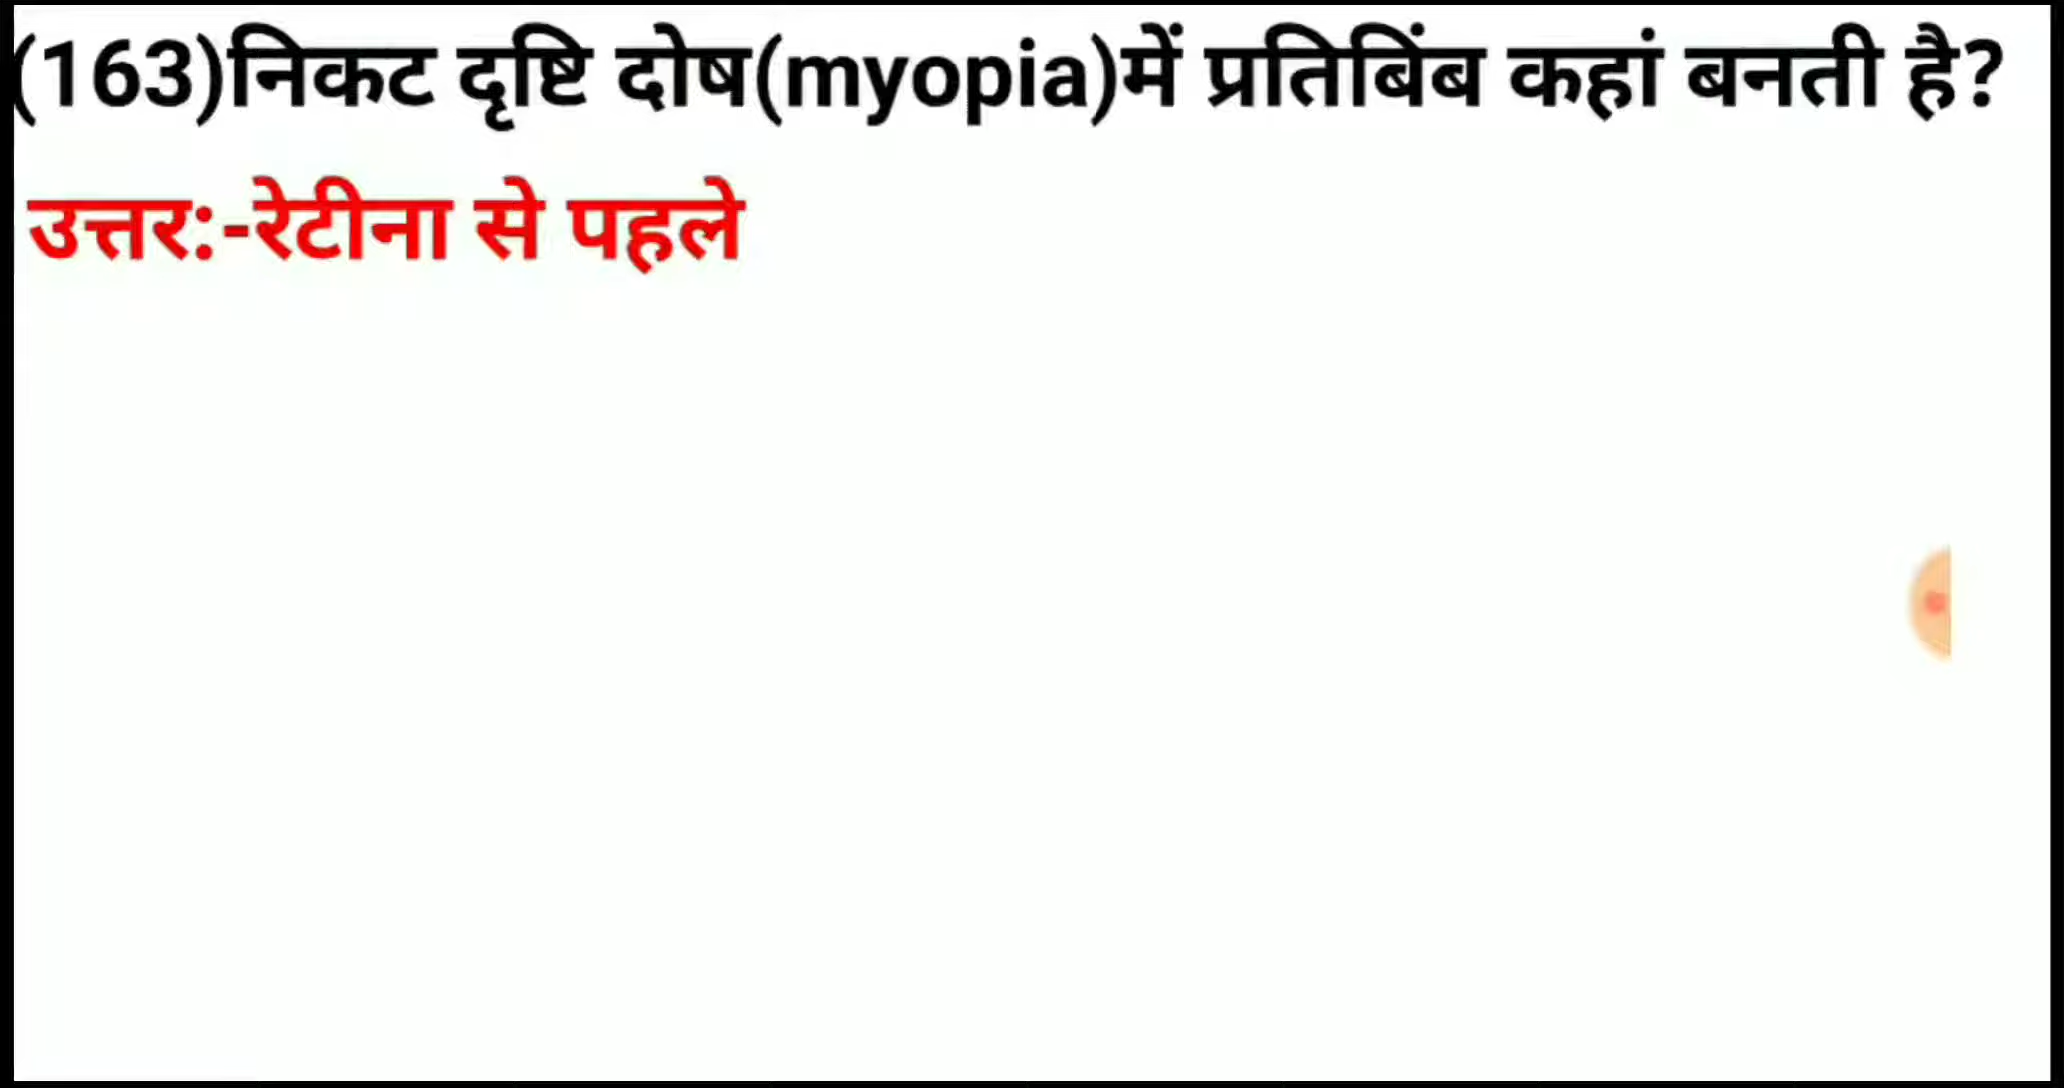 (163)निकट दृष्टि दोष(myopia)में प्रतिबिंब कहां बनती है?
उत्तर:-रेटीना से पहले